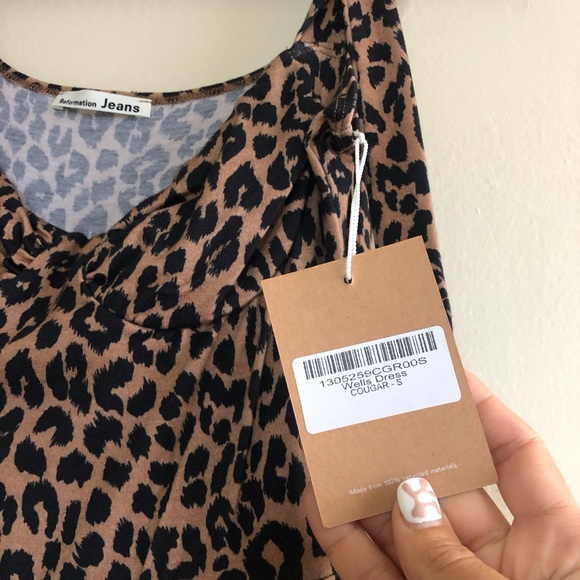 Reformation Jeans
1305259CGR00S
Wells Dress
COUGAR - S
Made from 100% recycled materials